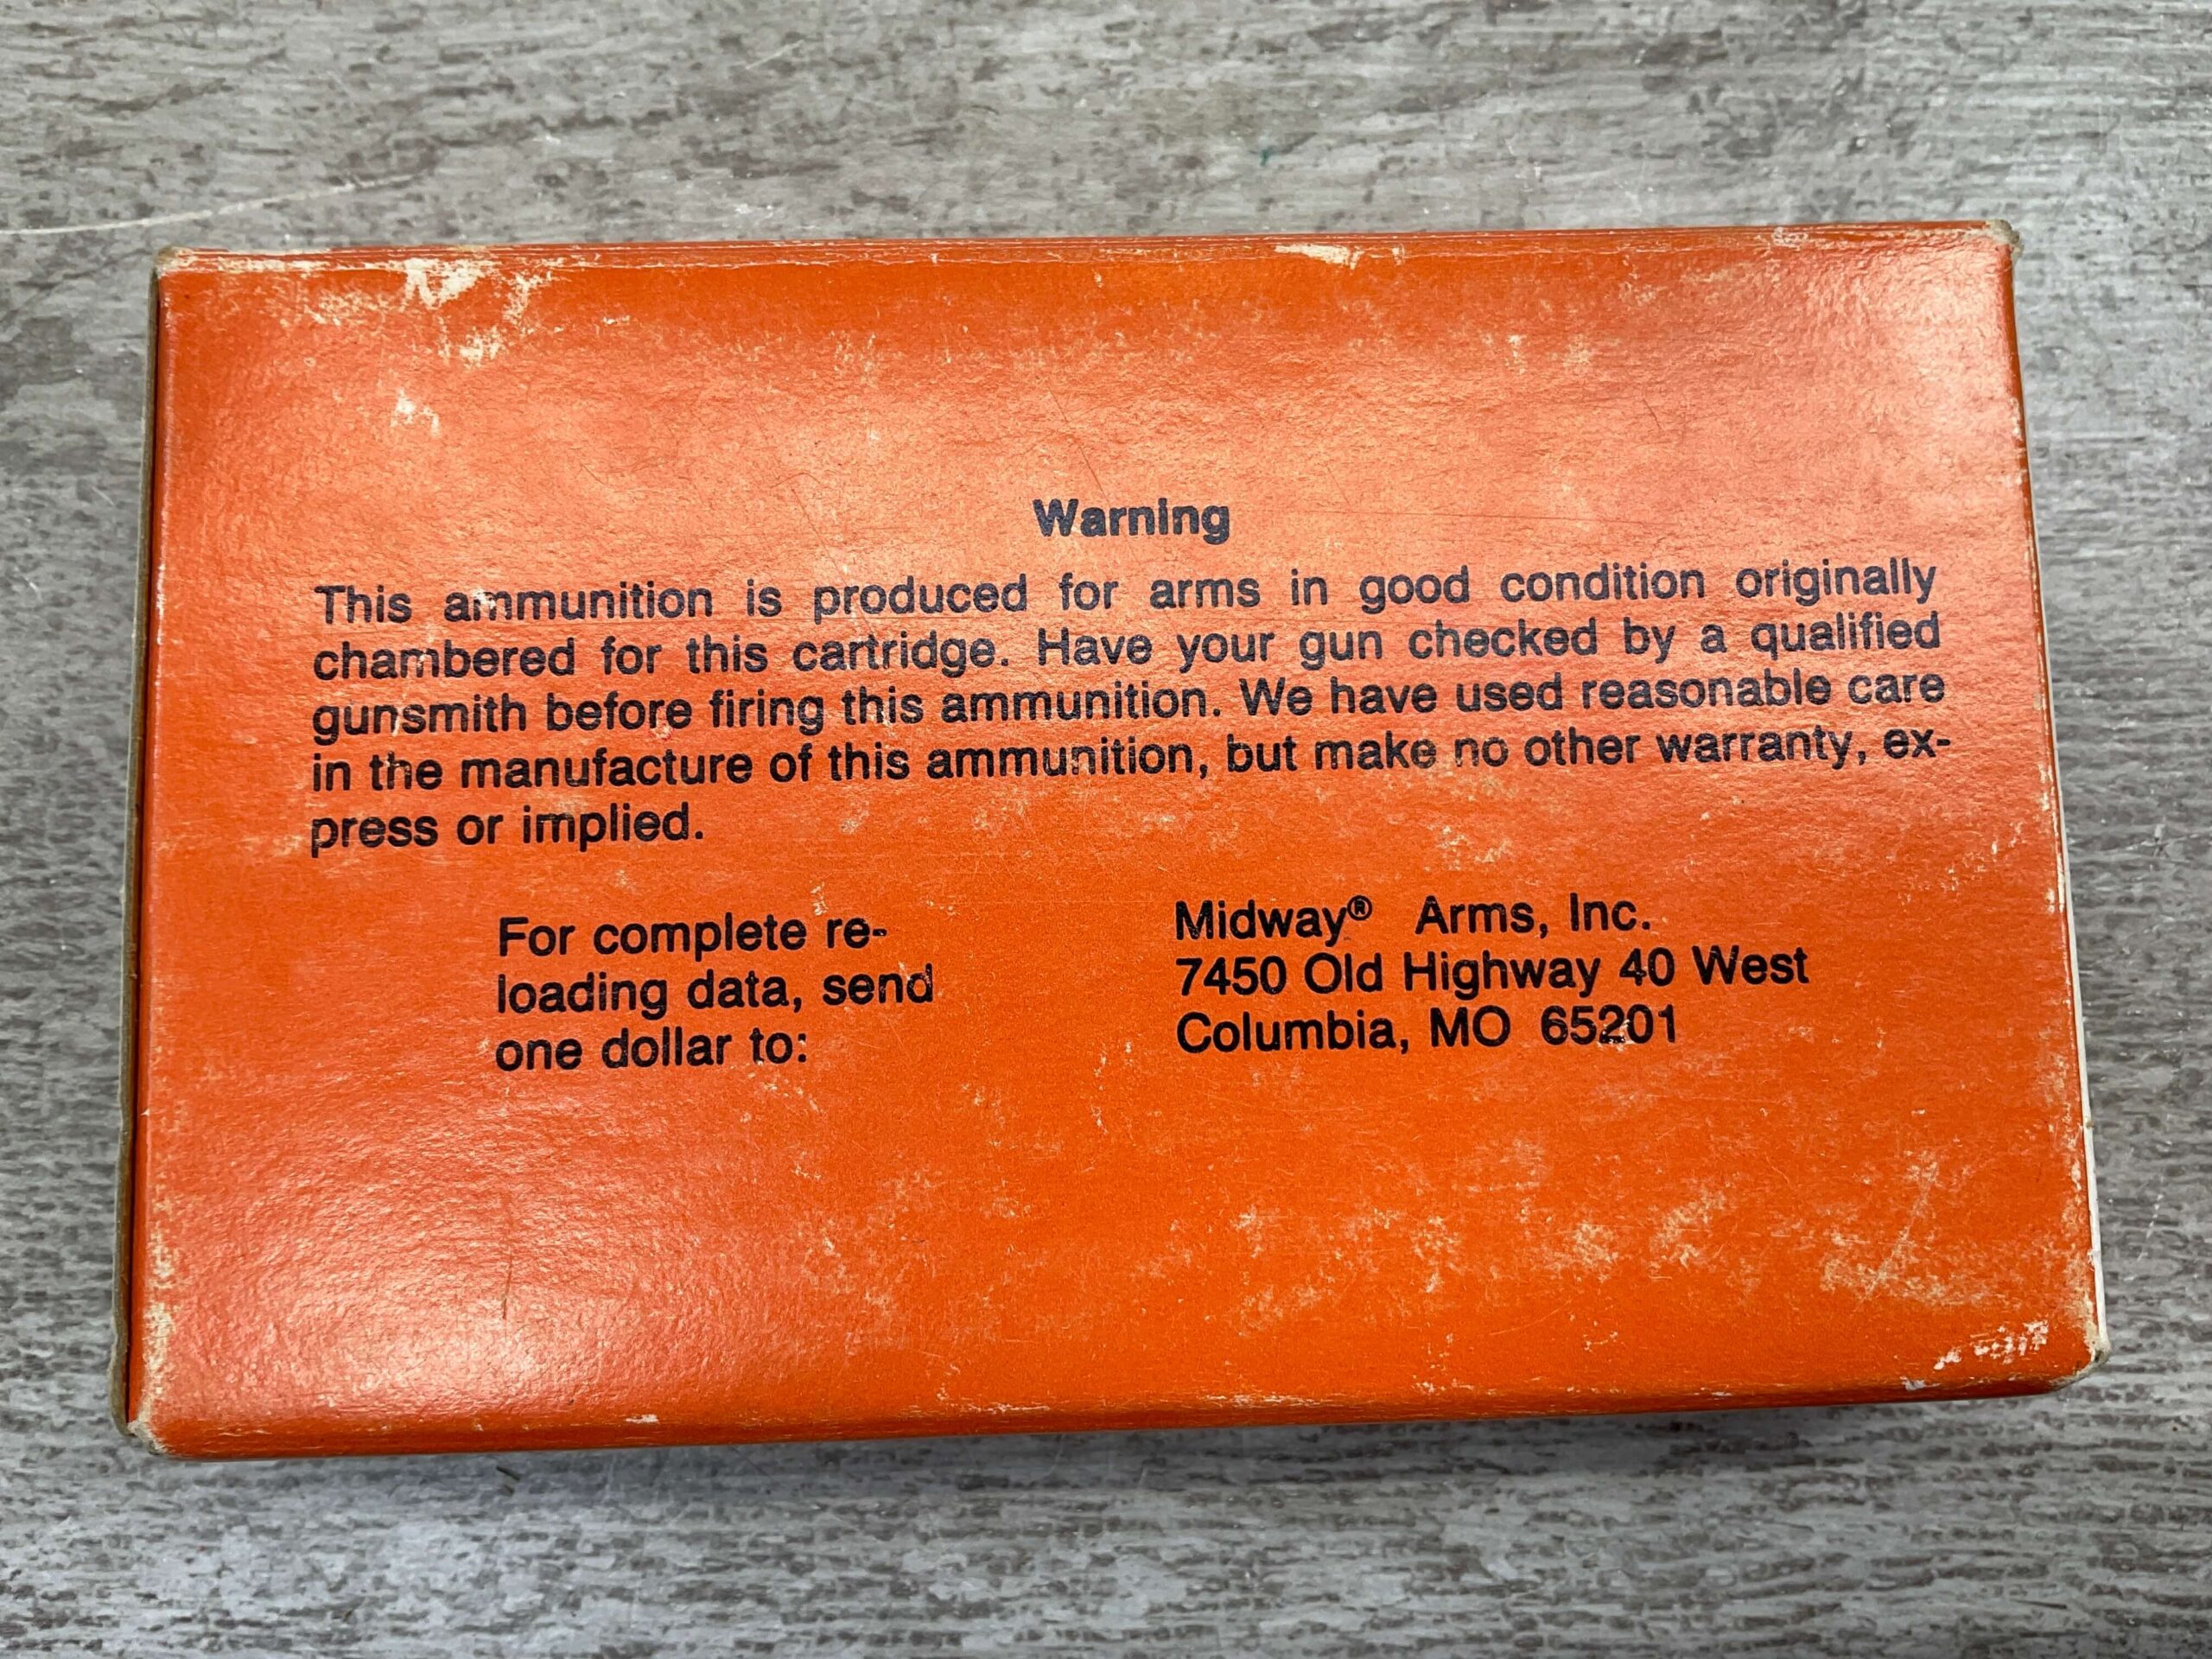 Warning
This ammunition is produced for arms in good condition originally
chambered for this cartridge. Have your gun checked by a qualified
gunsmith before firing this ammunition. We have used reasonable care
in the manufacture of this ammunition, but make no other warranty, ex-
press or implied.
For complete re-
loading data, send
one dollar to:
Midway® Arms, Inc.
7450 Old Highway 40 West
Columbia, MO 65201